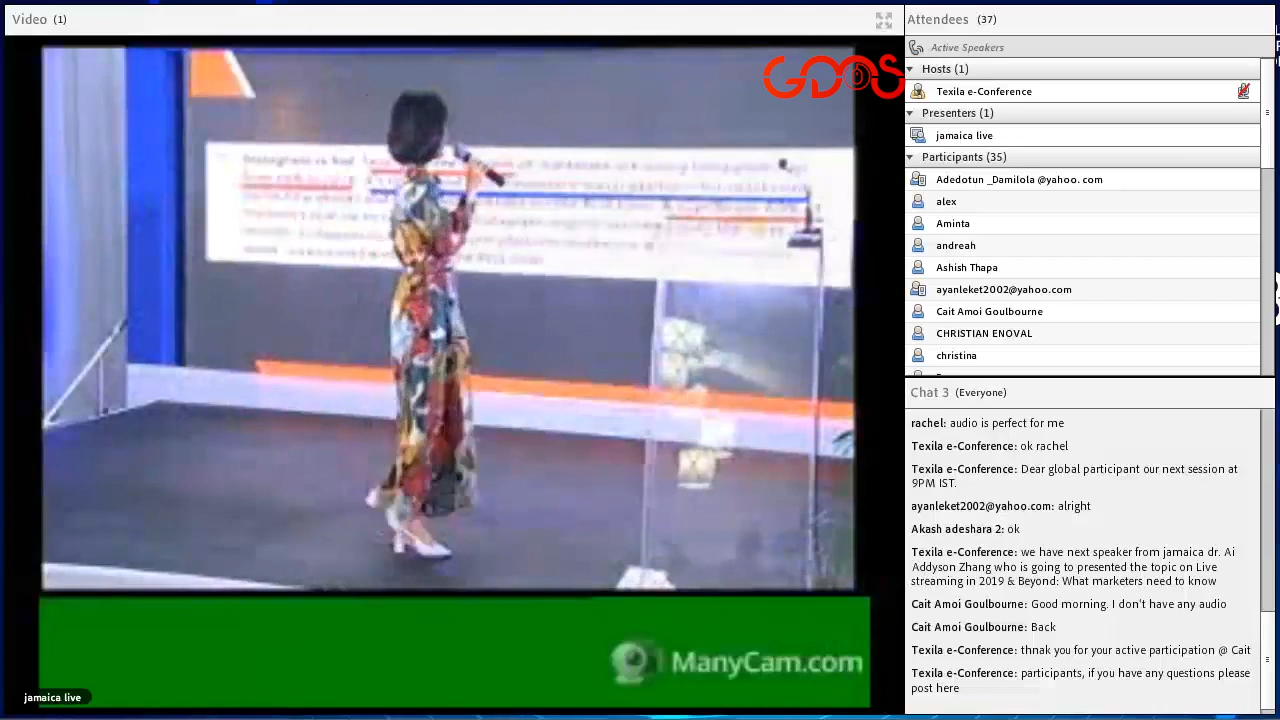 Video (1)
GDOS
ManyCam.com
jamaica live
Attendees (37)
Active Speakers
Hosts (1)
Texila e-Conference
Presenters (1)
jamaica live
Participants (35)
Adedotun _Damilola @yahoo. com
alex
Aminta
andreah
Ashish Thapa
ayanleket2002@yahoo.com
Cait Amoi Goulbourne
CHRISTIAN ENOVAL
christina
Chat 3 (Everyone)
rachel: audio is perfect for me
Texila e-Conference: ok rachel
Texila e-Conference: Dear global participant our next session at
9PM IST.
ayanleket2002@yahoo.com: alright
Akash adeshara 2: ok
Texila e-Conference: we have next speaker from jamaica dr. Ai
Addyson Zhang who is going to presented the topic on Live
streaming in 2019 & Beyond: What marketers need to know
Cait Amoi Goulbourne: Good morning. I don't have any audio
Cait Amoi Goulbourne: Back
Texila e-Conference: thnak you for your active participation @ Cait
Texila e-Conference: participants, if you have any questions please
post here